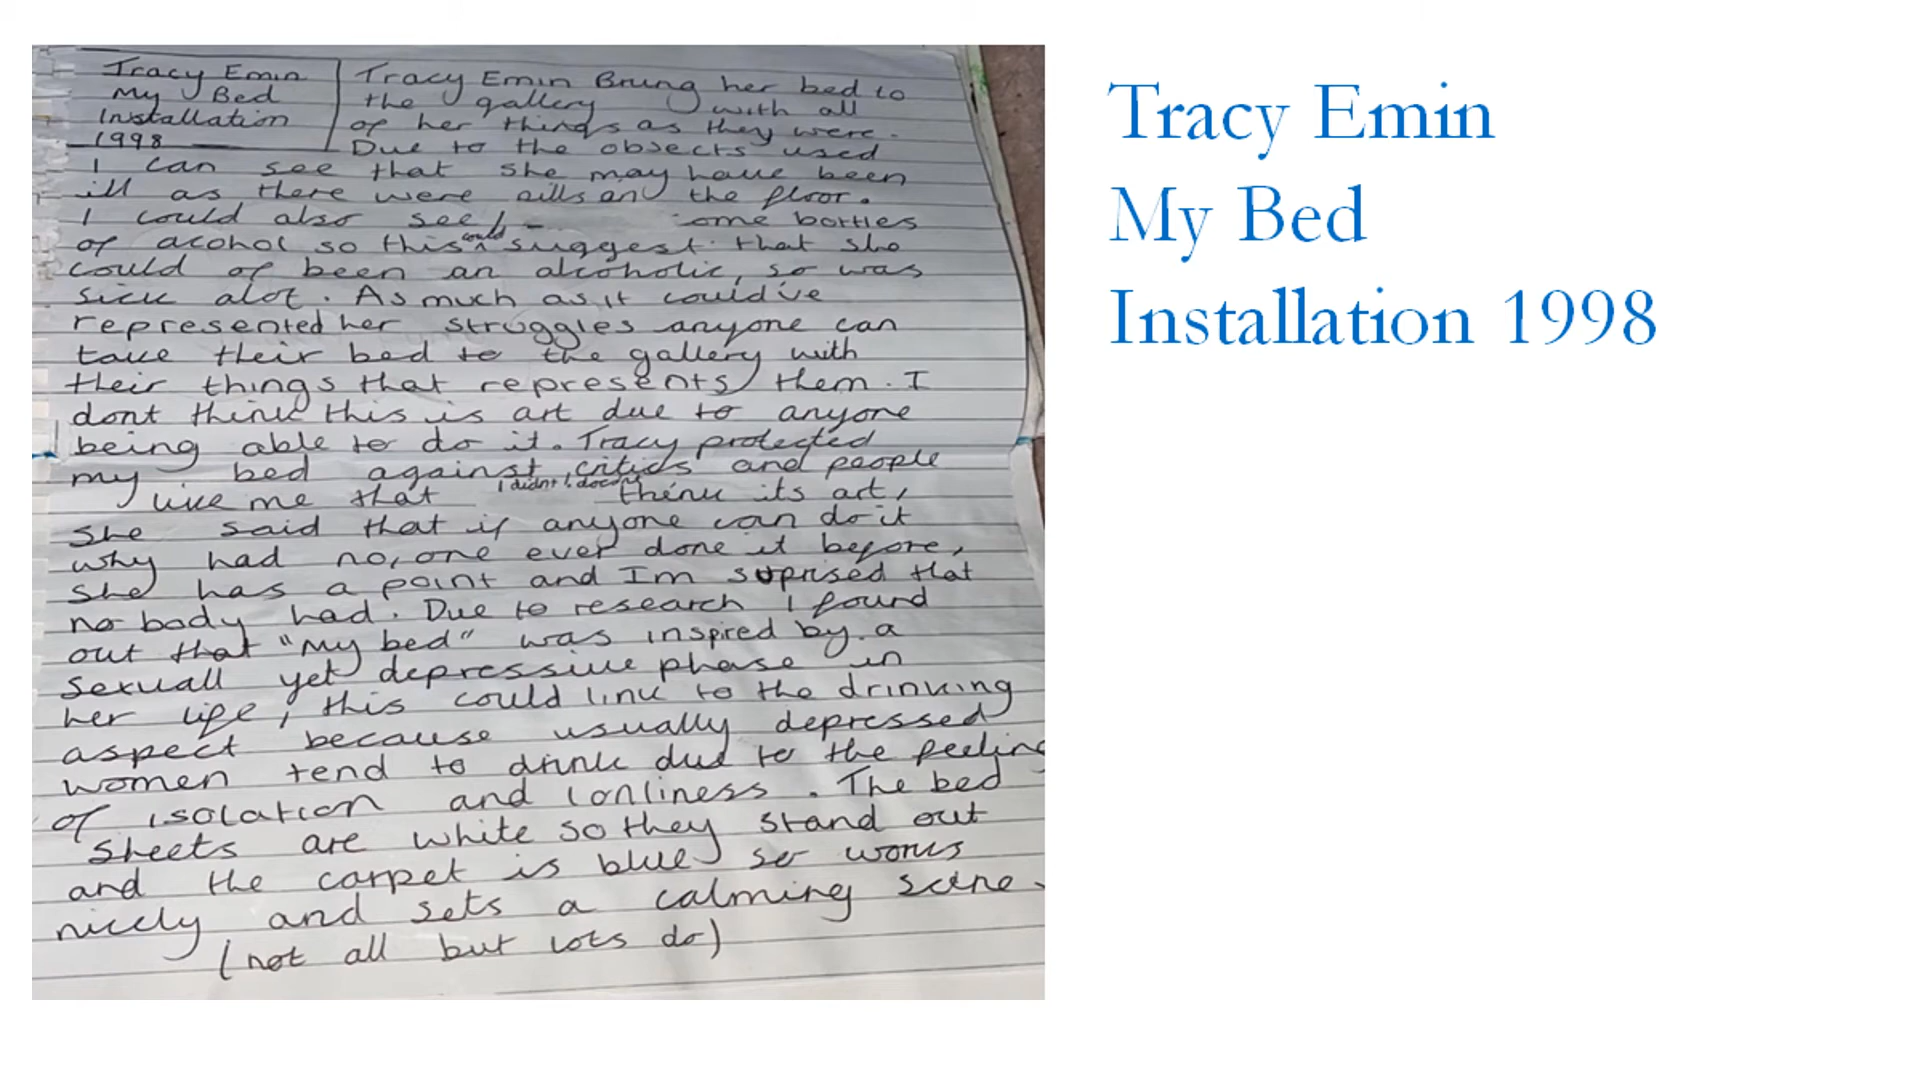 Tracy Emin
My Bed
Installation
1998
Tracy Emin Brung her bed to
the gallery with all
of her things as they were.
Due to the objects used
I can see that she may have been
ill as there were pills on the floor.
I could also see some bottles
of acohol so this could suggest that she
could of been an alcoholic, so was
sick alot. As much as it could've
represented her struggles anyone can
take their bed to the gallery with
their things that represents them. I
dont think this is art due to anyone
being able to do it. Tracy protected
my bed against critics and people
like me that think its art,
she said that if anyone can do it
why had no, one ever done it before,
she has a point and Im suprised that
no body had. Due to research I found
out that "My bed" was inspired by a
sexuall yet depressive phase in
her life, this could link to the drinking
aspect because usually depressed
women tend to drink due to the feeling
of isolation and lonliness. The bed
sheets are white so they stand out
and the carpet is blue so works
nicely and sets a calming scene.
(not all but lots do)
Tracy Emin
My Bed
Installation 1998